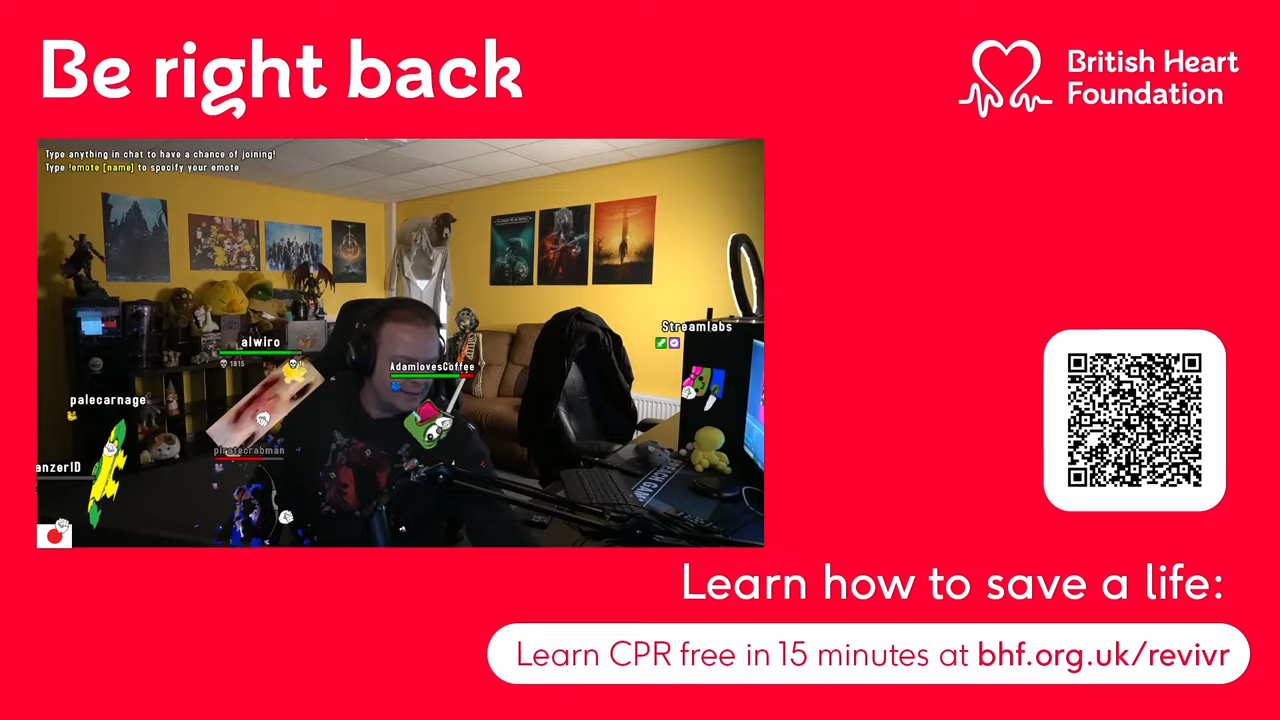 Be right back
British Heart
Foundation
Type anything in chat to have a chance of joining!
Type !emote [name] to specify your emote
Streamlabs
alwiro
1815
AdamlovesCoffee
palecarnage
piratecrabman
anzerID
Learn how to save a life:
Learn CPR free in 15 minutes at bhf.org.uk/revivr